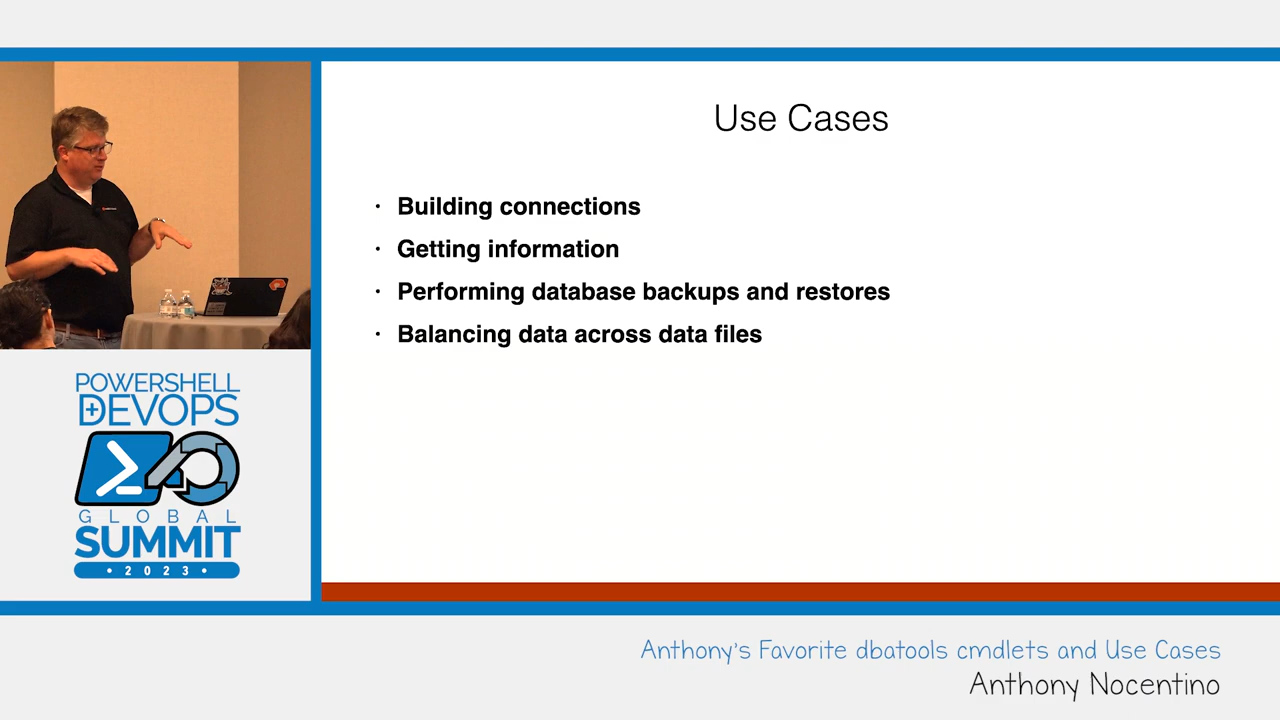 Use Cases
· Building connections
· Getting information
· Performing database backups and restores
· Balancing data across data files
POWERSHELL
+DEVOPS
GLOBAL
SUMMIT
· 2023 ·
Anthony's Favorite dbatools cmdlets and Use Cases
Anthony Nocentino